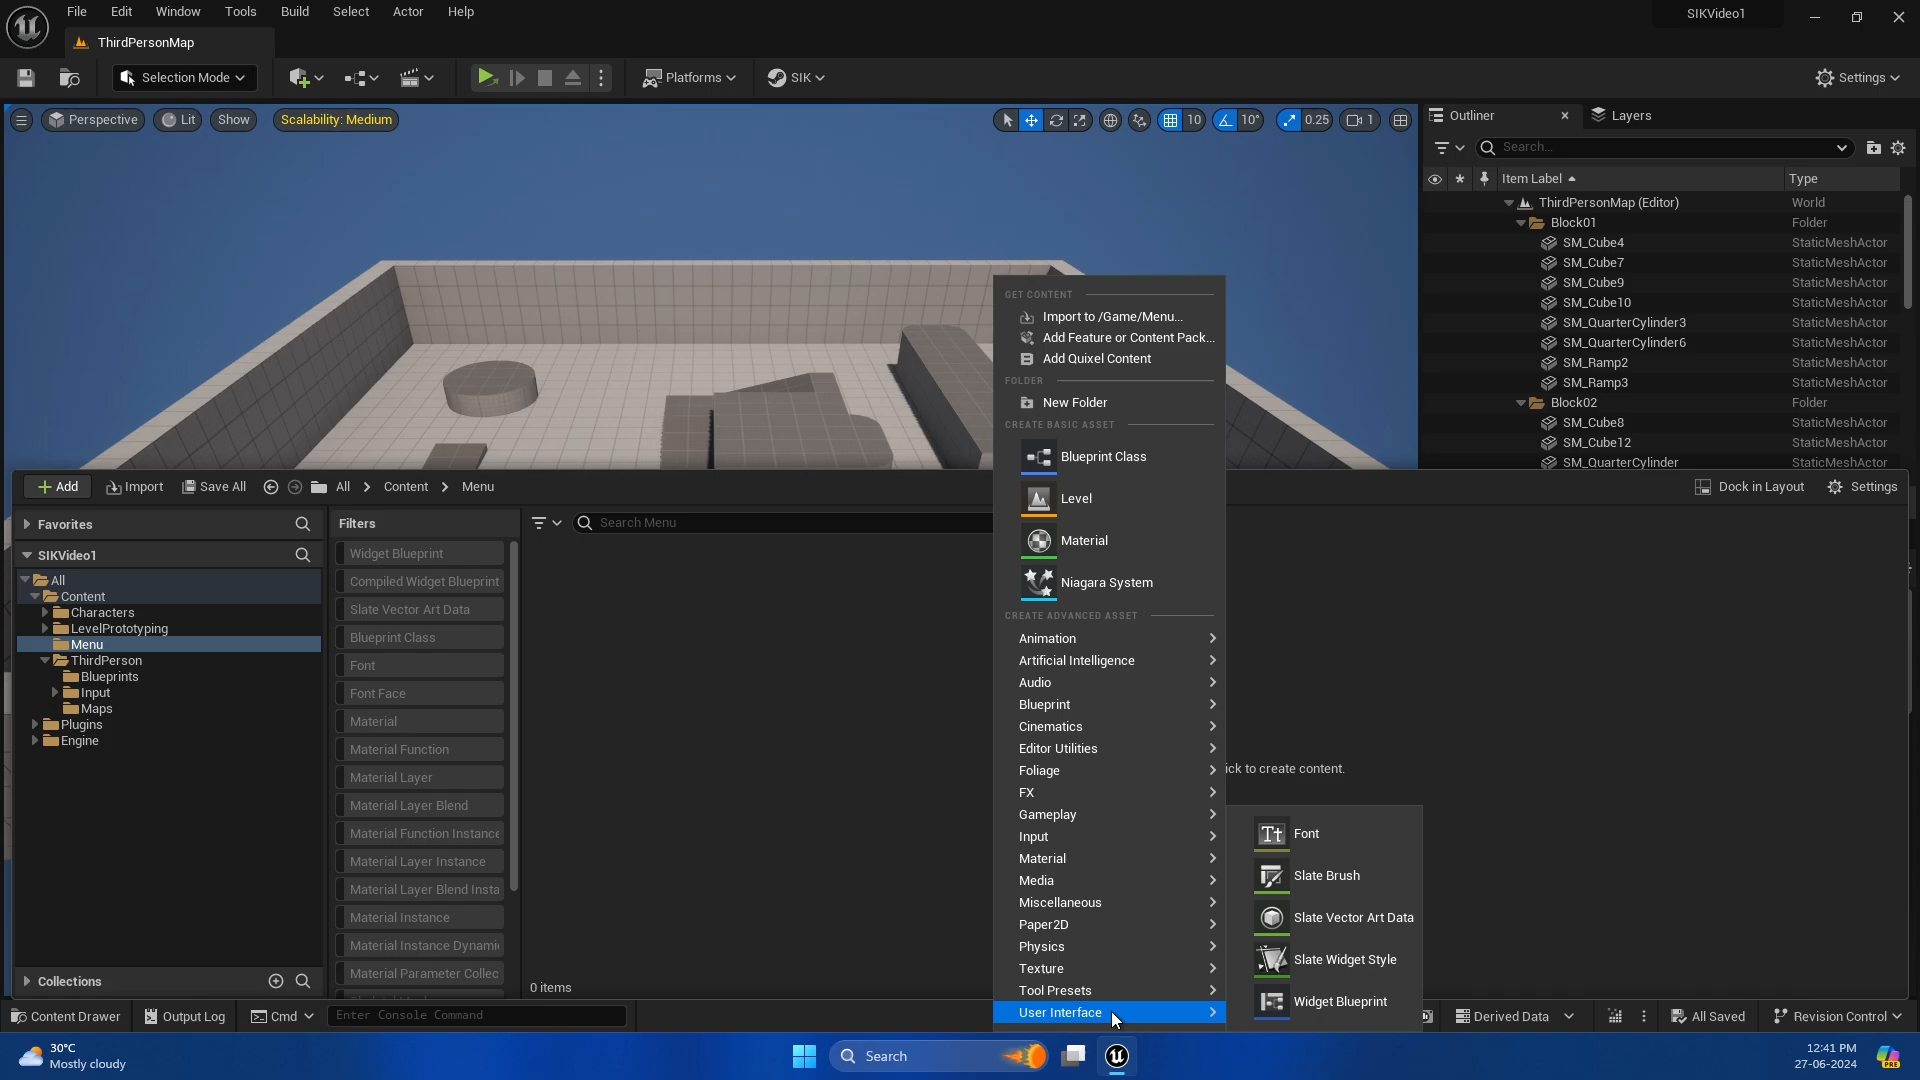 File Edit Window Tools Build Select Actor Help
SIKVideo1
ThirdPersonMap
Selection Mode
Platforms
SIK
Settings
Perspective
Lit
Show
Scalability: Medium
10
10°
0.25
1
Outliner
Layers
Search...
Item Label
Type
ThirdPersonMap (Editor) World
Block01 Folder
SM_Cube4 StaticMeshActor
SM_Cube7 StaticMeshActor
SM_Cube9 StaticMeshActor
SM_Cube10 StaticMeshActor
SM_QuarterCylinder3 StaticMeshActor
SM_QuarterCylinder6 StaticMeshActor
SM_Ramp2 StaticMeshActor
SM_Ramp3 StaticMeshActor
Block02 Folder
SM_Cube8 StaticMeshActor
SM_Cube12 StaticMeshActor
SM_QuarterCylinder StaticMeshActor
GET CONTENT
Import to /Game/Menu...
Add Feature or Content Pack...
Add Quixel Content
FOLDER
New Folder
CREATE BASIC ASSET
Blueprint Class
Level
Material
Niagara System
CREATE ADVANCED ASSET
Animation
Artificial Intelligence
Audio
Blueprint
Cinematics
Editor Utilities
Foliage
FX
Gameplay
Input
Material
Media
Miscellaneous
Paper2D
Physics
Texture
Tool Presets
User Interface
Font
Slate Brush
Slate Vector Art Data
Slate Widget Style
Widget Blueprint
Add
Import
Save All
All
Content
Menu
Dock in Layout
Settings
Favorites
SIKVideo1
All
Content
Characters
LevelPrototyping
Menu
ThirdPerson
Blueprints
Input
Maps
Plugins
Engine
Collections
Filters
Widget Blueprint
Compiled Widget Blueprint
Slate Vector Art Data
Blueprint Class
Font
Font Face
Material
Material Function
Material Layer
Material Layer Blend
Material Function Instance
Material Layer Instance
Material Layer Blend Insta
Material Instance
Material Instance Dynami
Material Parameter Collec
Search Menu
ick to create content.
0 items
Content Drawer
Output Log
Cmd
Enter Console Command
Derived Data
All Saved
Revision Control
30°C
Mostly cloudy
Search
12:41 PM
27-06-2024
PRE